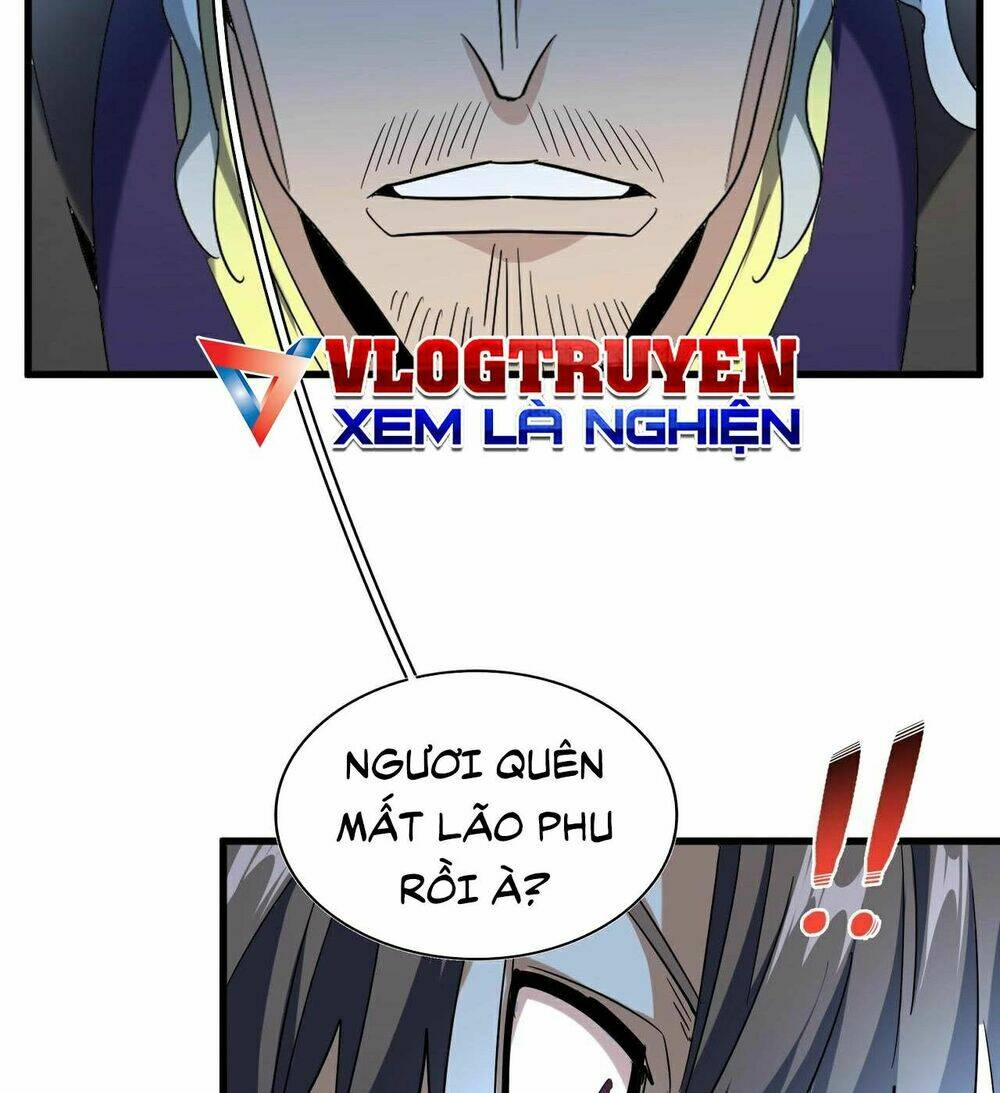 VLOGTRUYEN
XEM LÀ NGHIỆN
NGƯƠI QUÊN
MẤT LÃO PHU
RỒI À?
!!